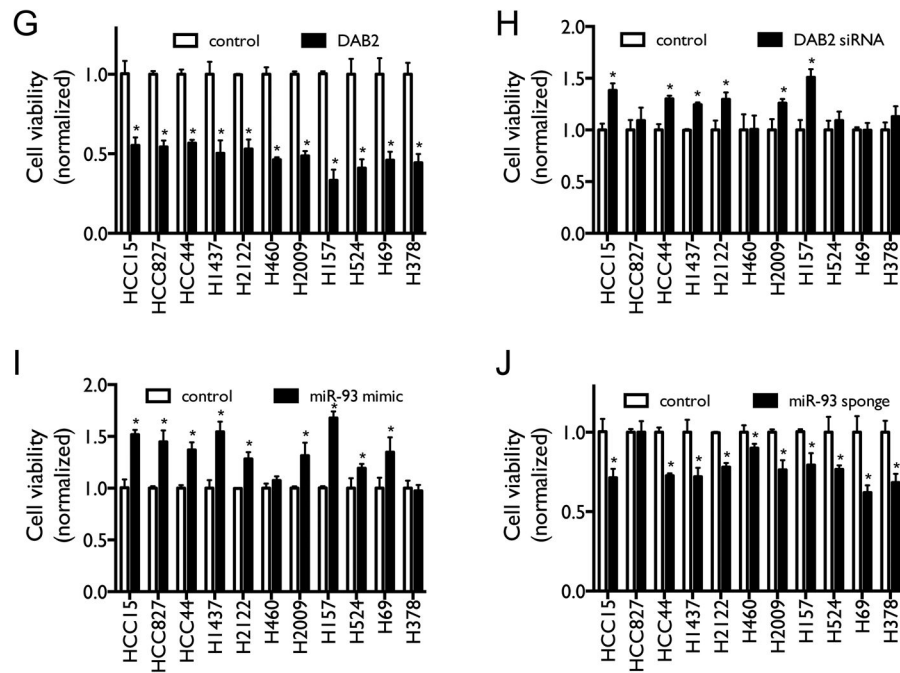 G
control DAB2
Cell viability
(normalized)
1.0
0.5
0.0
* * * * * * * * * * *
HCC15 HCC827 HCC44 H1437 H2122 H460 H2009 H157 H524 H69 H378
H
control DAB2 siRNA
Cell viability
(normalized)
2.0
1.5
1.0
0.5
0.0
* * * * * *
HCC15 HCC827 HCC44 H1437 H2122 H460 H2009 H157 H524 H69 H378
I
control miR-93 mimic
Cell viability
(normalized)
2.0
1.5
1.0
0.5
0.0
* * * * * * * * *
HCC15 HCC827 HCC44 H1437 H2122 H460 H2009 H157 H524 H69 H378
J
control miR-93 sponge
Cell viability
(normalized)
1.0
0.5
0.0
* * * * * * * * * *
HCC15 HCC827 HCC44 H1437 H2122 H460 H2009 H157 H524 H69 H378